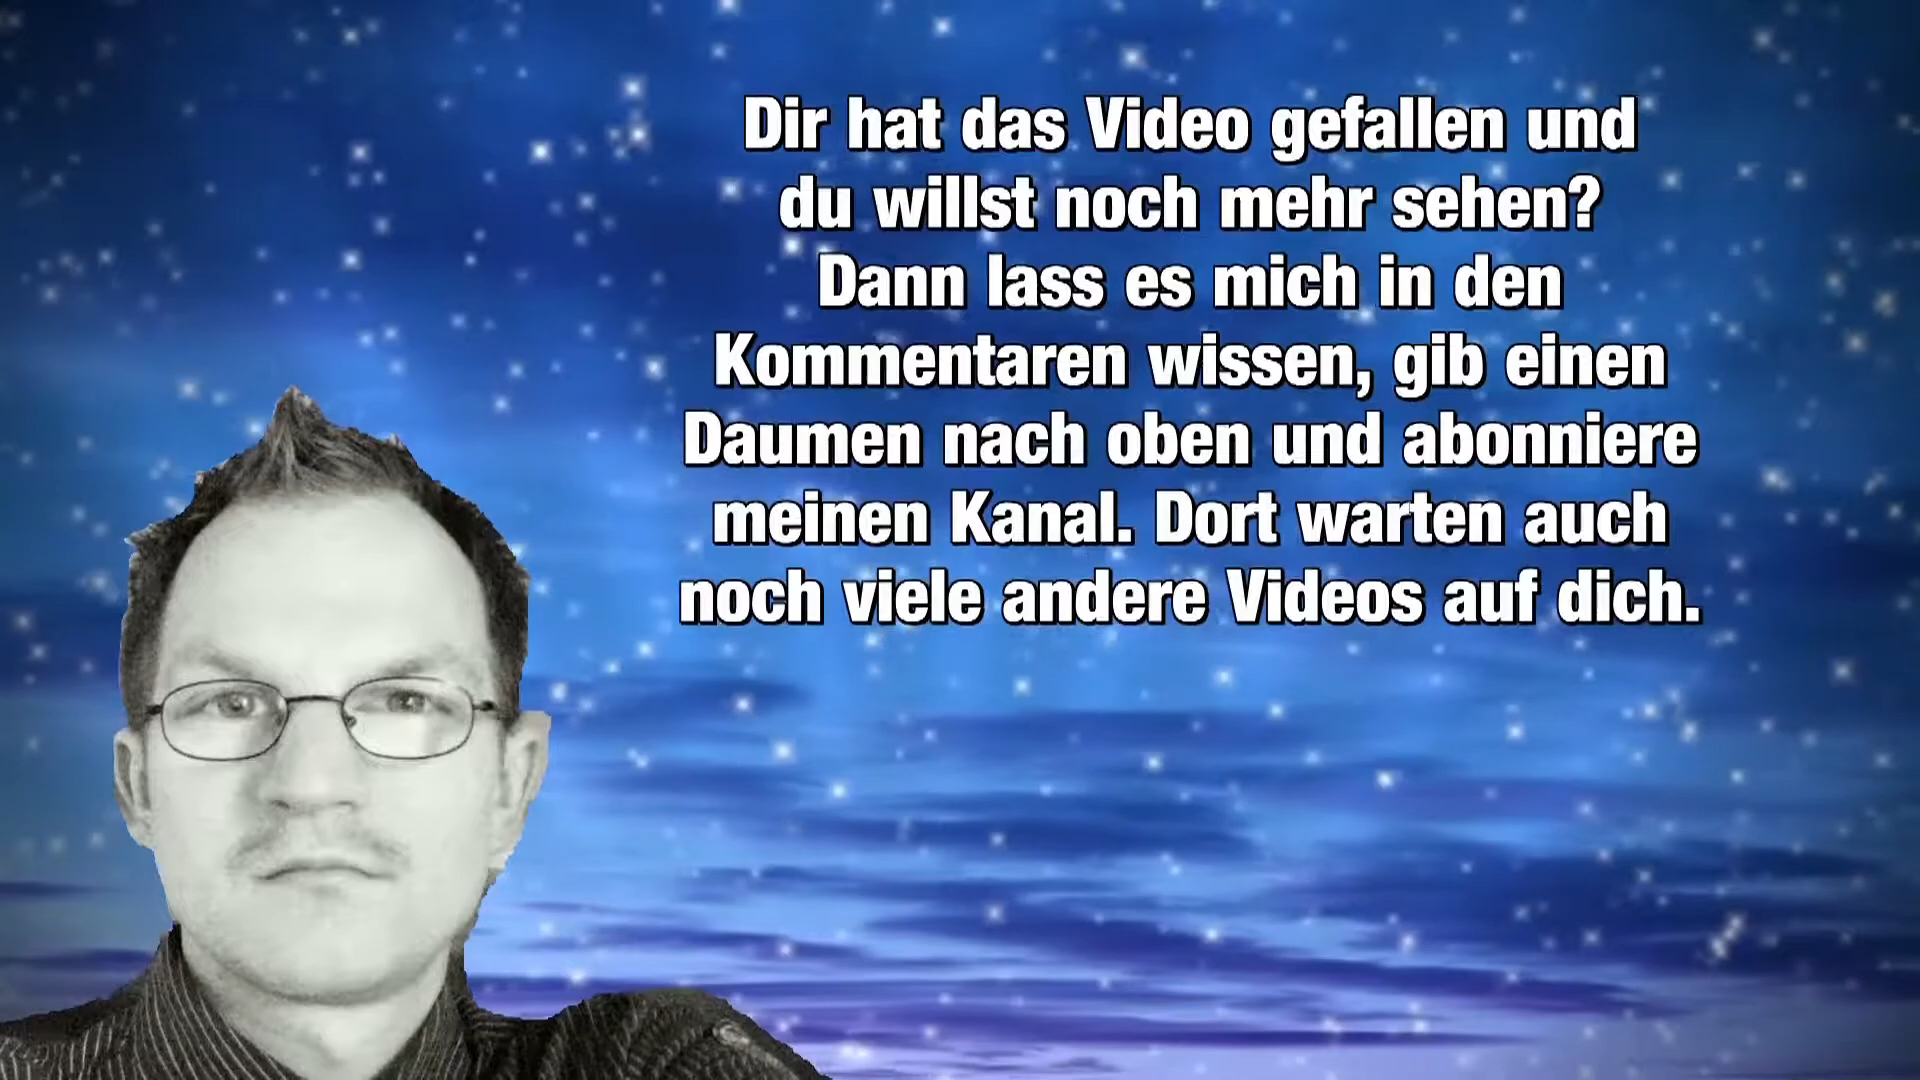 Dir hat das Video gefallen und
du willst noch mehr sehen?
Dann lass es mich in den
Kommentaren wissen, gib einen
Daumen nach oben und abonniere
meinen Kanal. Dort warten auch
noch viele andere Videos auf dich.